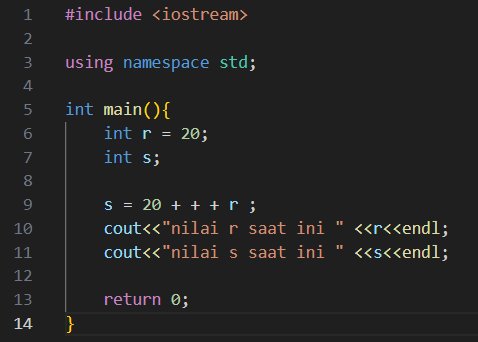 1 #include <iostream>
2
3 using namespace std;
4
5 int main(){
6     int r = 20;
7     int s;
8
9     s = 20 + + + r ;
10     cout<<"nilai r saat ini " <<r<<endl;
11     cout<<"nilai s saat ini " <<s<<endl;
12
13     return 0;
14 }